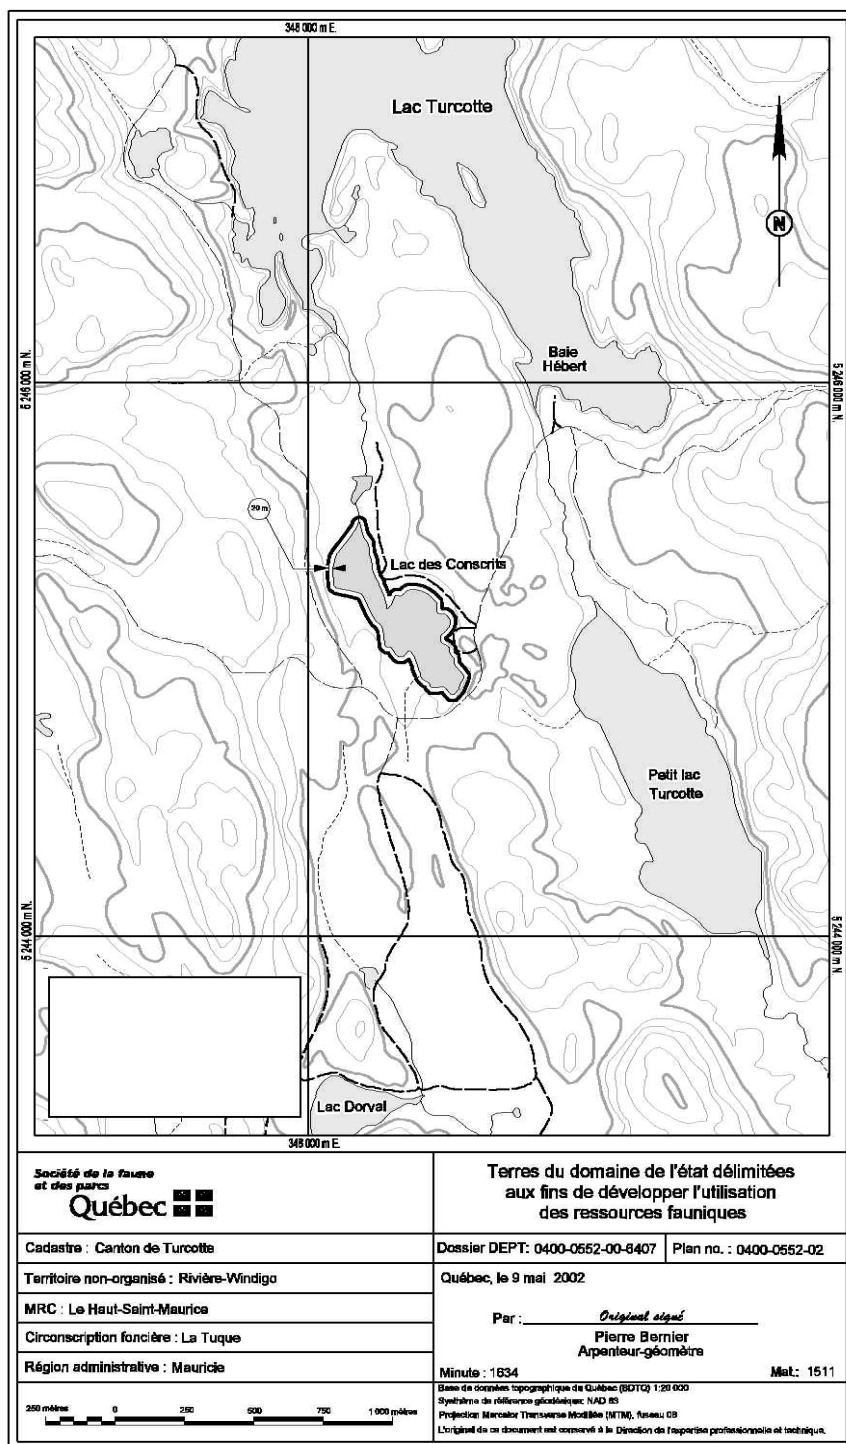 348 000 m E.
Lac Turcotte
N
Baie
Hébert
5 246 000 m N.
5 246 000 m N.
20 m
Lac des Conscrits
Petit lac
Turcotte
5 244 000 m N.
5 244 000 m N
Lac Dorval
348 000 m E.
Société de la faune
et des parcs
Québec
Terres du domaine de l'état délimitées
aux fins de développer l'utilisation
des ressources fauniques
Cadastre : Canton de Turcotte
Dossier DEPT: 0400-0552-00-6407
Plan no. : 0400-0552-02
Territoire non-organisé : Rivière-Windigo
Québec, le 9 mai 2002
MRC : Le Haut-Saint-Maurice
Par : Original signé
Circonscription foncière : La Tuque
Pierre Bernier
Arpenteur-géomètre
Région administrative : Mauricie
Minute : 1634
Mat.: 1511
250 mètres 0 250 500 750 1 000 mètres
Base de données topographique du Québec (BDTQ) 1:20 000
Système de référence géodésique: NAD 83
Projection Mercator Transverse Modifiée (MTM), fuseau 08
L'original de ce document est conservé à la Direction de l'expertise professionnelle et technique.